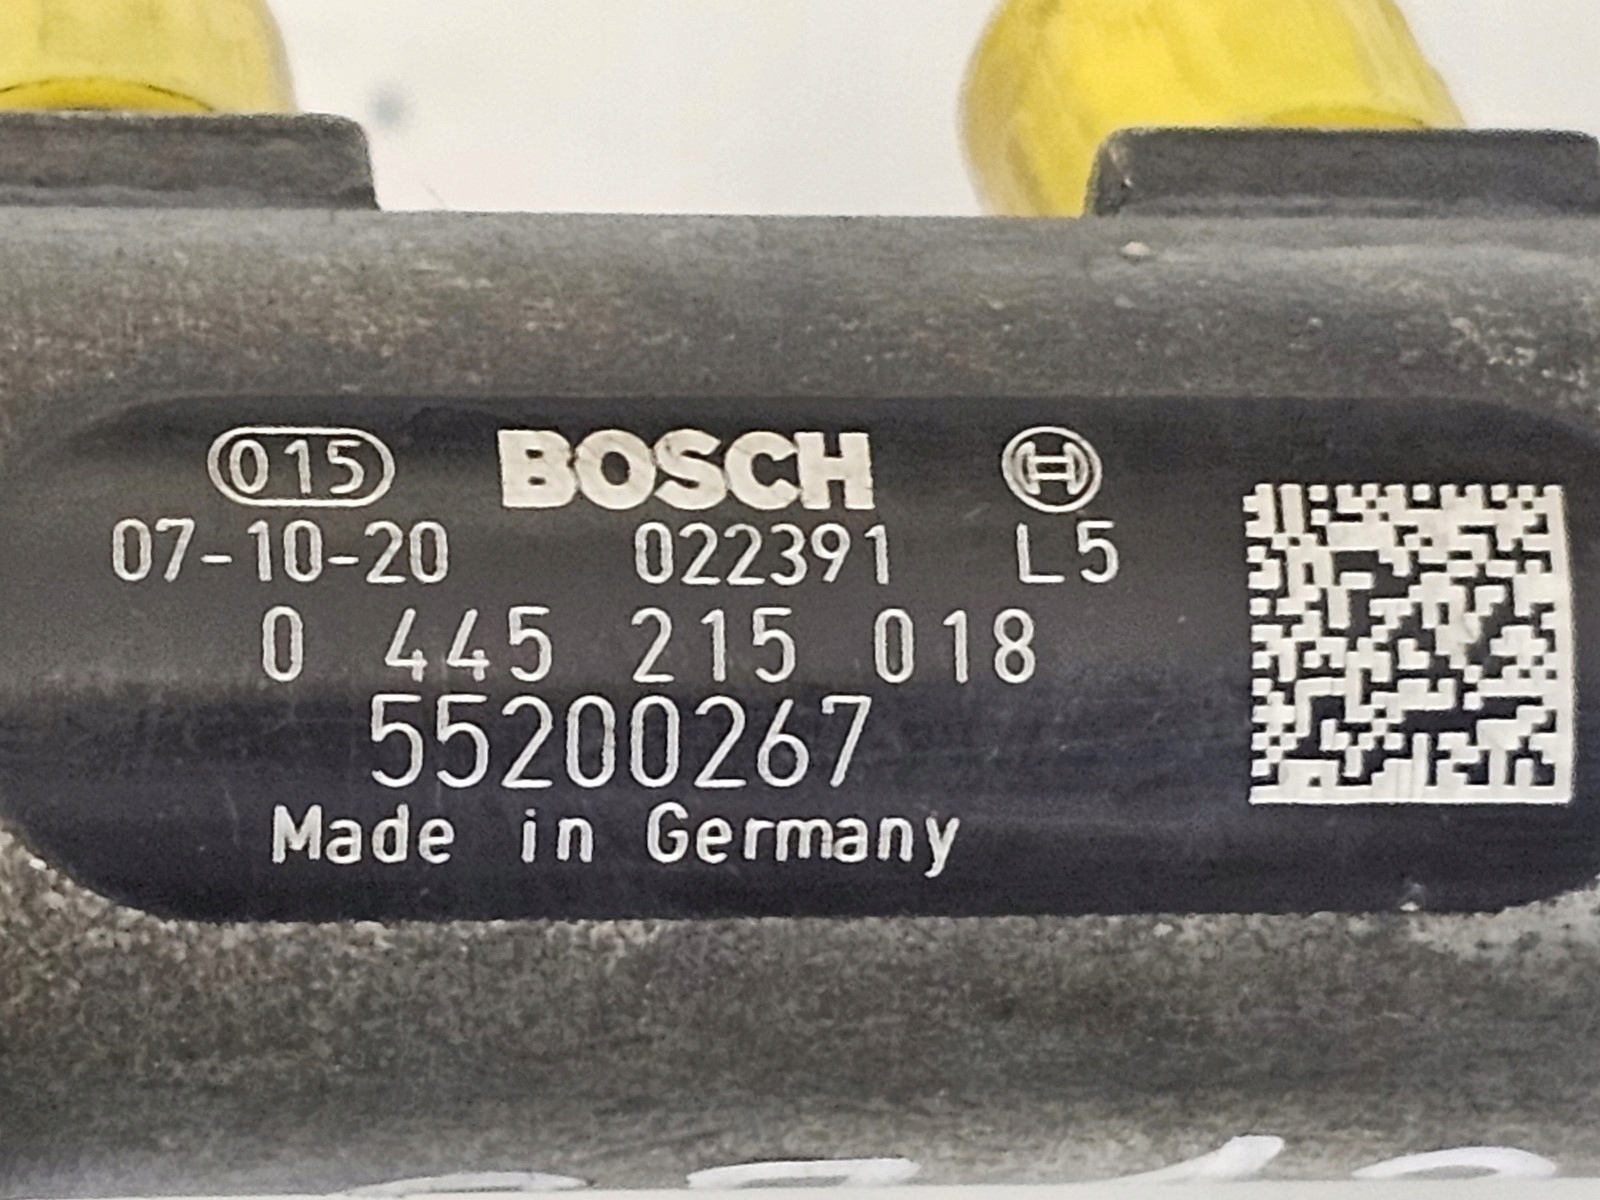 015 BOSCH
07-10-20 022391 L5
0 445 215 018
55200267
Made in Germany